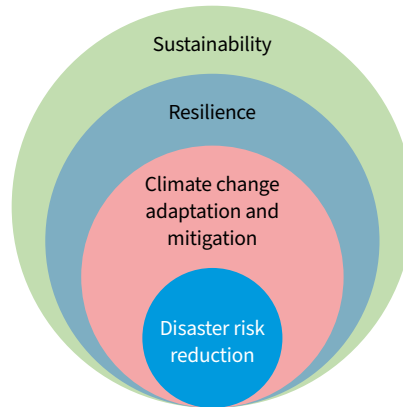 Sustainability
Resilience
Climate change
adaptation and
mitigation
Disaster risk
reduction